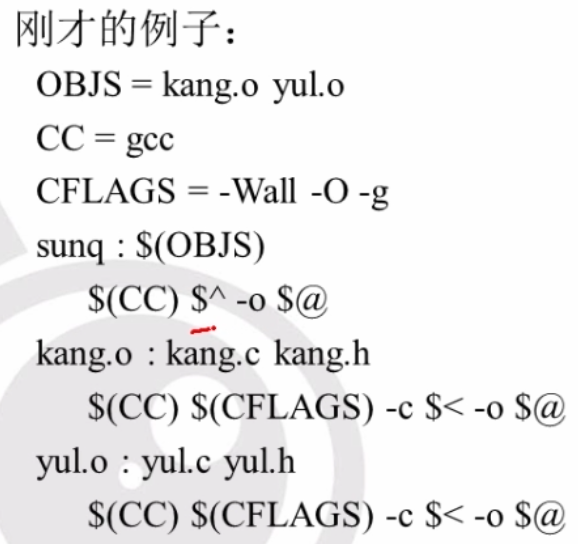 刚才的例子：
OBJS = kang.o yul.o
CC = gcc
CFLAGS = -Wall -O -g
sunq : $(OBJS)
$(CC) $^ -o $@
kang.o : kang.c kang.h
$(CC) $(CFLAGS) -c $< -o $@
yul.o : yul.c yul.h
$(CC) $(CFLAGS) -c $< -o $@